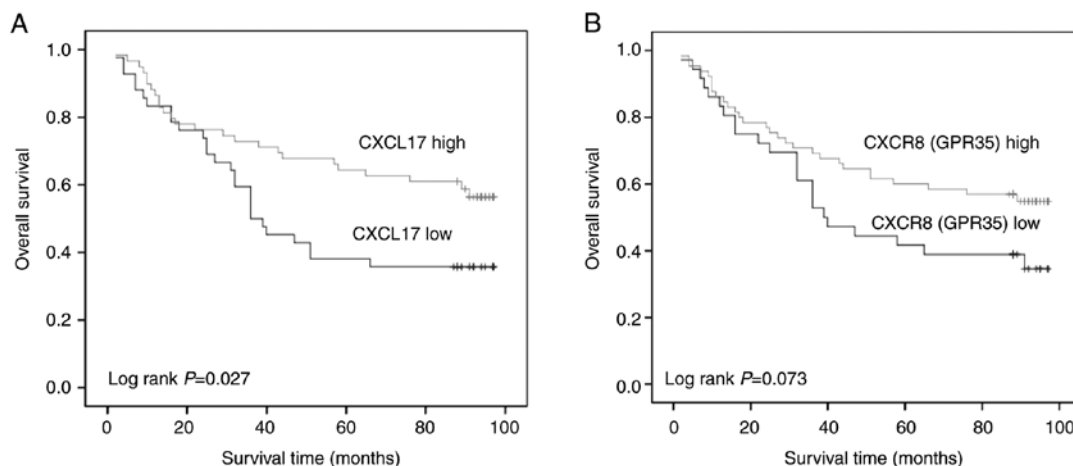 A
1.0
0.8
0.6
0.4
0.2
0.0
Overall survival
CXCL17 high
CXCL17 low
Log rank P=0.027
0 20 40 60 80 100
Survival time (months)
B
1.0
0.8
0.6
0.4
0.2
0.0
Overall survival
CXCR8 (GPR35) high
CXCR8 (GPR35) low
Log rank P=0.073
0 20 40 60 80 100
Survival time (months)